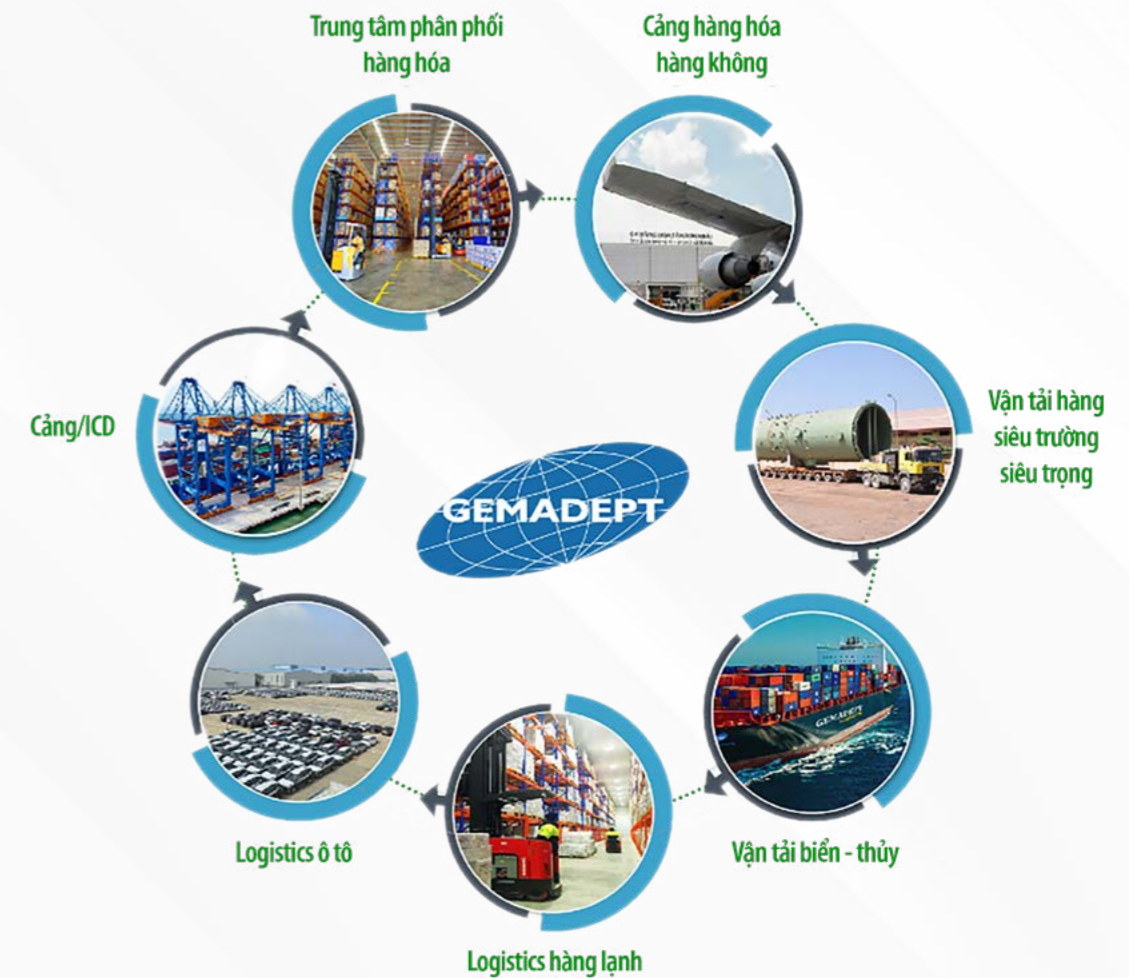 Trung tâm phân phối
hàng hóa
Cảng hàng hóa
hàng không
Vận tải hàng
siêu trường
siêu trọng
Cảng/ICD
GEMADEPT
GEMADEPT
Logistics ô tô
Vận tải biển - thủy
Logistics hàng lạnh